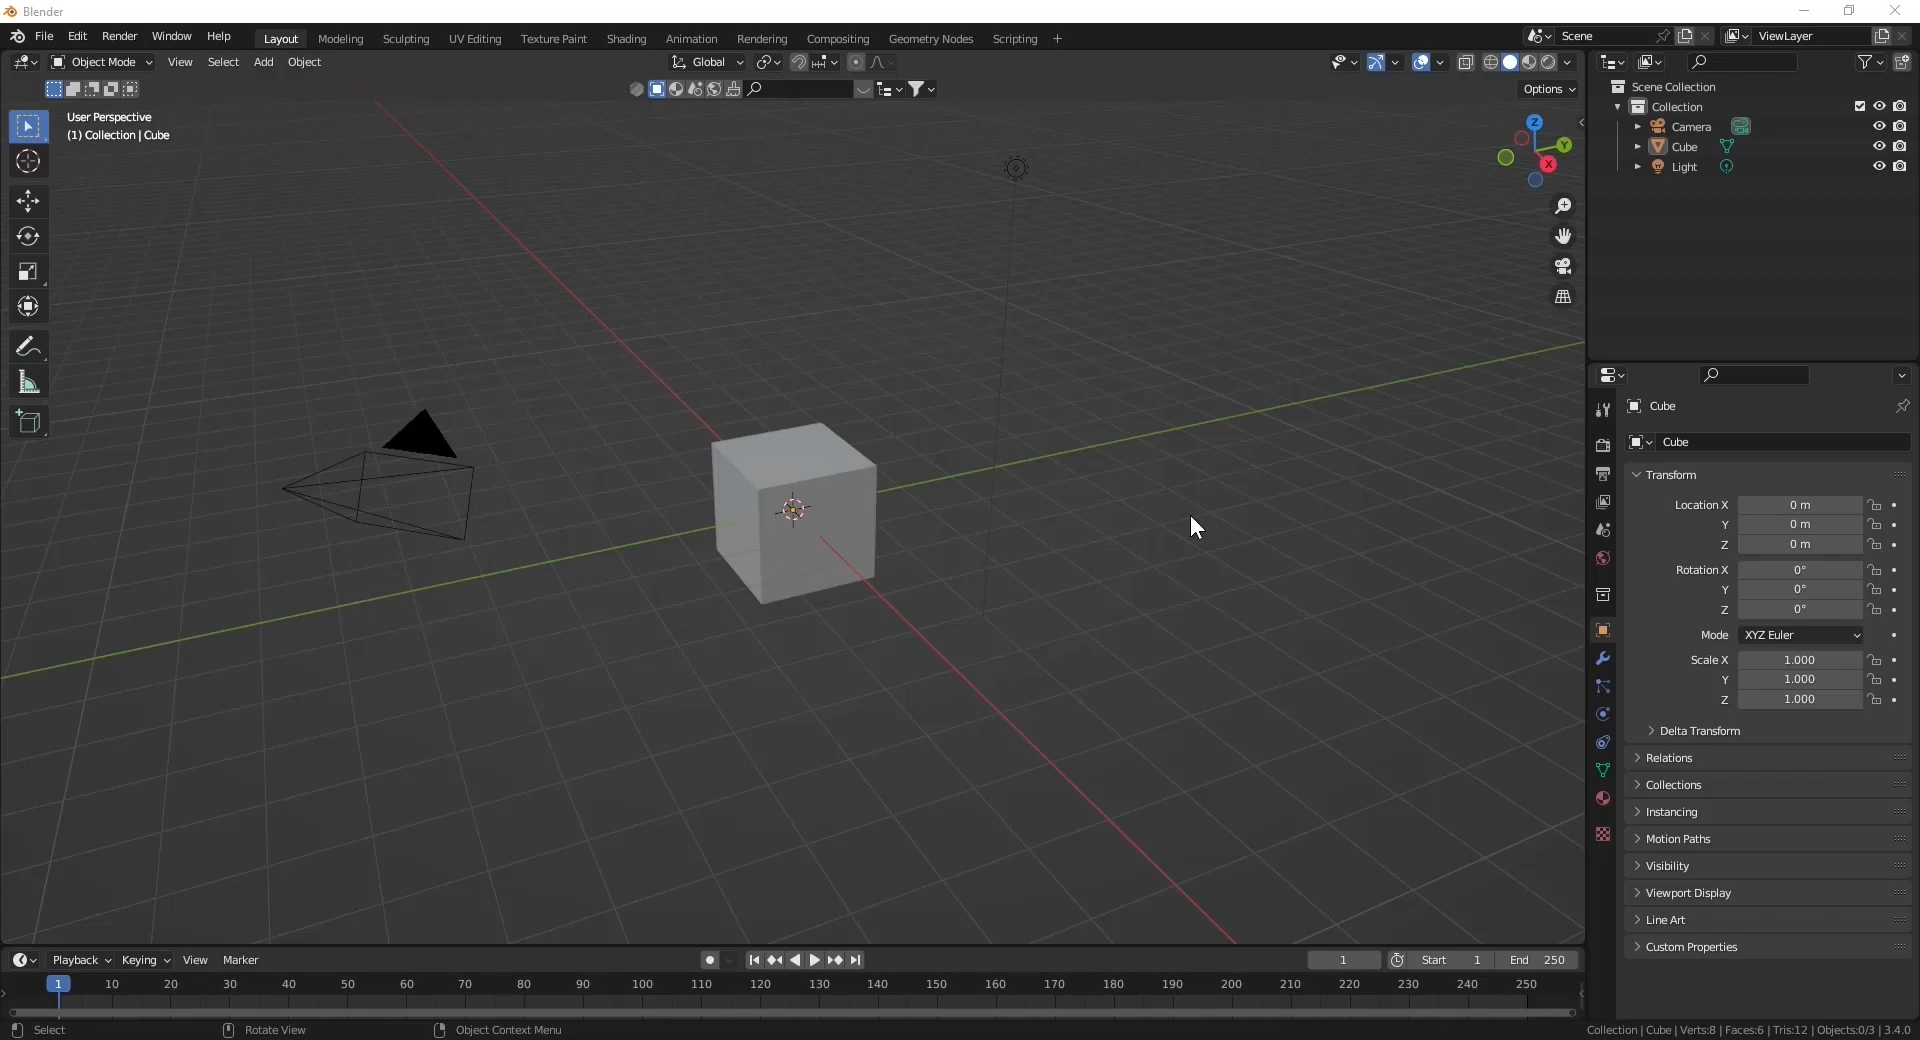 Blender
File Edit Render Window Help Layout Modeling Sculpting UV Editing Texture Paint Shading Animation Rendering Compositing Geometry Nodes Scripting + Scene ViewLayer
Object Mode View Select Add Object Global
Options
User Perspective
(1) Collection | Cube
Z
Y
X
Scene Collection
Collection
Camera
Cube
Light
Cube
Cube
Transform
Location X 0 m
Y 0 m
Z 0 m
Rotation X 0°
Y 0°
Z 0°
Mode XYZ Euler
Scale X 1.000
Y 1.000
Z 1.000
Delta Transform
Relations
Collections
Instancing
Motion Paths
Visibility
Viewport Display
Line Art
Custom Properties
Playback Keying View Marker 1 Start 1 End 250
1 10 20 30 40 50 60 70 80 90 100 110 120 130 140 150 160 170 180 190 200 210 220 230 240 250
Select Rotate View Object Context Menu Collection | Cube | Verts:8 | Faces:6 | Tris:12 | Objects:0/3 | 3.4.0